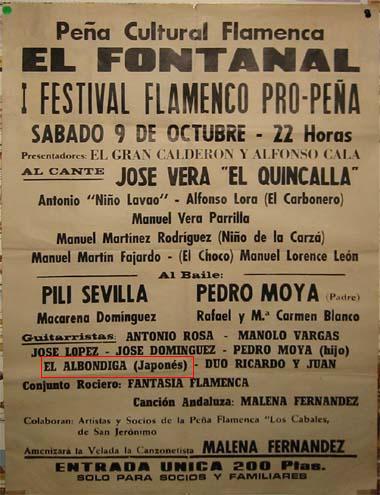 Peña Cultural Flamenca
EL FONTANAL
I FESTIVAL FLAMENCO PRO-PEÑA
SABADO 9 DE OCTUBRE - 22 Horas
Presentadores: EL GRAN CALDERON Y ALFONSO CALA
AL CANTE JOSE VERA "EL QUINCALLA"
Antonio "Niño Lavao" - Alfonso Lora (El Carbonero)
Manuel Vera Parrilla
Manuel Martínez Rodríguez (Niño de la Carzá)
Manuel Martín Fajardo - (El Choco) Manuel Lorence León
Al Baile:
PILI SEVILLA PEDRO MOYA (Padre)
Macarena Domínguez Rafael y M.ª Carmen Blanco
Guitarristas: ANTONIO ROSA - MANOLO VARGAS
JOSE LOPEZ - JOSE DOMINGUEZ - PEDRO MOYA (hijo)
EL ALBONDIGA (Japonés) - DUO RICARDO Y JUAN
Conjunto Rociero: FANTASIA FLAMENCA
Canción Andaluza: MALENA FERNANDEZ
Colaboran: Artistas y Socios de la Peña Flamenca "Los Cabales,
de San Jerónimo
Amenizará la Velada la Canzonetista MALENA FERNANDEZ
ENTRADA UNICA 200 Ptas.
SOLO PARA SOCIOS Y FAMILIARES